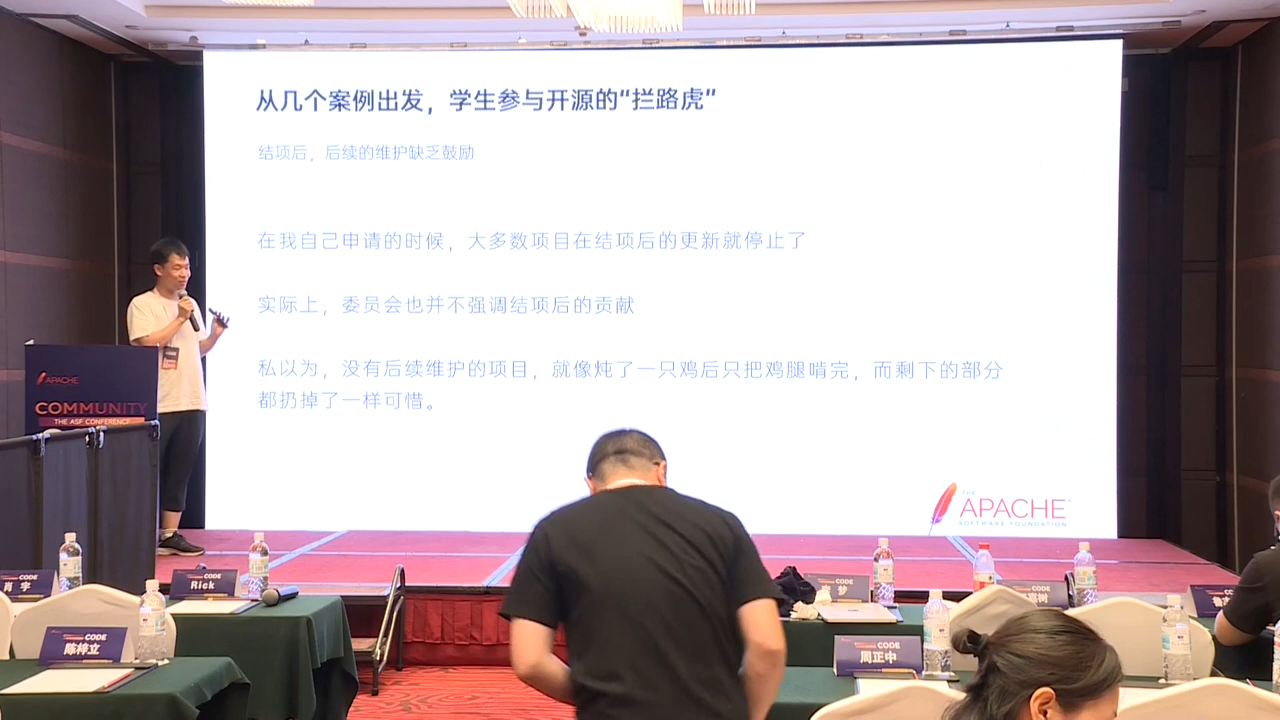 从几个案例出发，学生参与开源的“拦路虎”
结项后，后续的维护缺乏鼓励
在我自己申请的时候，大多数项目在结项后的更新就停止了
实际上，委员会也并不强调结项后的贡献
私以为，没有后续维护的项目，就像炖了一只鸡后只把鸡腿啃完，而剩下的部分
都扔掉了一样可惜。
THE
APACHE
SOFTWARE FOUNDATION
APACHE
COMMUNITY
THE ASF CONFERENCE
CODE
肖宇
CODE
Rick
CODE
陈梓立
CODE
CODE
CODE
周正中